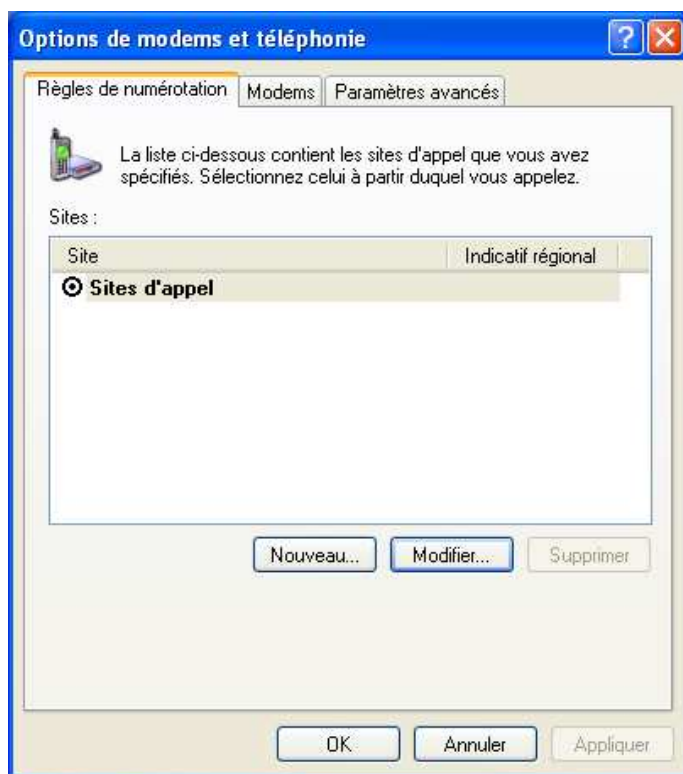 Options de modems et téléphonie
Règles de numérotation Modems Paramètres avancés
La liste ci-dessous contient les sites d'appel que vous avez
spécifiés. Sélectionnez celui à partir duquel vous appelez.
Sites :
Site Indicatif régional
Sites d'appel
Nouveau... Modifier... Supprimer
OK Annuler Appliquer